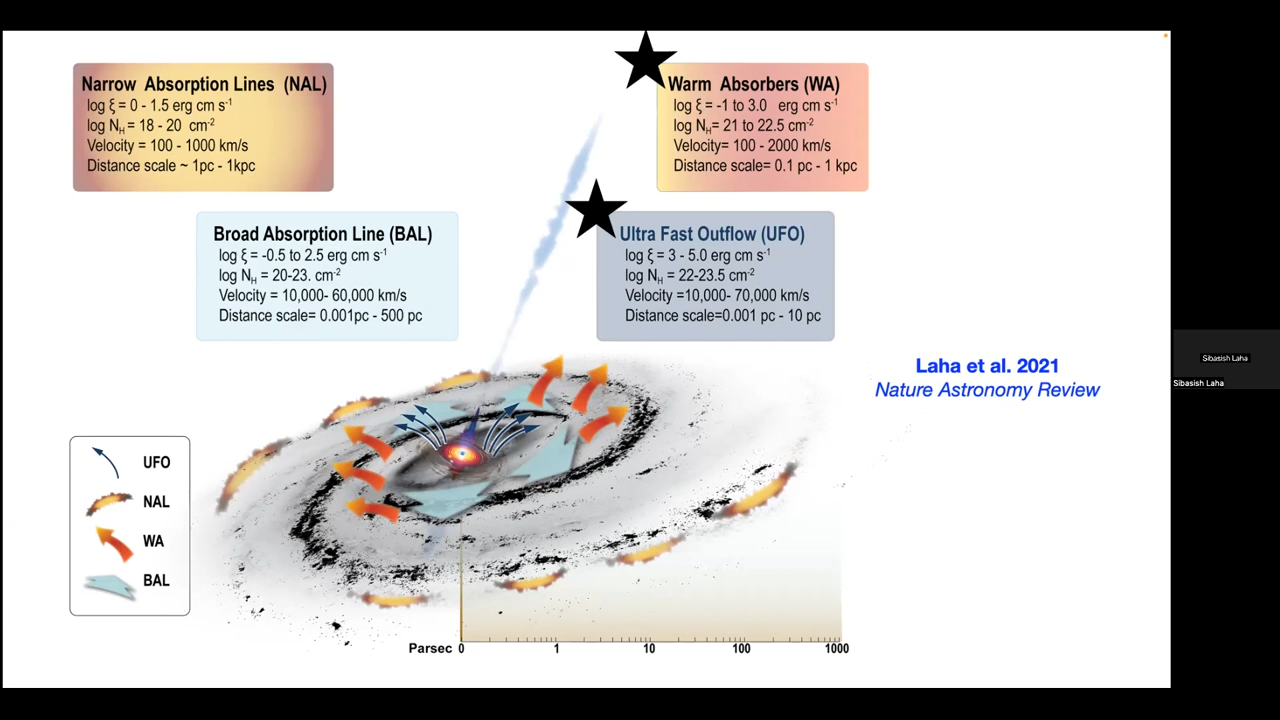 Narrow Absorption Lines (NAL)
log ξ = 0 - 1.5 erg cm s⁻¹
log N_H = 18 - 20 cm⁻²
Velocity = 100 - 1000 km/s
Distance scale ~ 1pc - 1kpc
Warm Absorbers (WA)
log ξ = -1 to 3.0 erg cm s⁻¹
log N_H= 21 to 22.5 cm⁻²
Velocity= 100 - 2000 km/s
Distance scale= 0.1 pc - 1 kpc
Broad Absorption Line (BAL)
log ξ = -0.5 to 2.5 erg cm s⁻¹
log N_H = 20-23. cm⁻²
Velocity = 10,000- 60,000 km/s
Distance scale= 0.001pc - 500 pc
Ultra Fast Outflow (UFO)
log ξ = 3 - 5.0 erg cm s⁻¹
log N_H = 22-23.5 cm⁻²
Velocity =10,000- 70,000 km/s
Distance scale=0.001 pc - 10 pc
Laha et al. 2021
Nature Astronomy Review
Sibasish Laha
Sibasish Laha
UFO
NAL
WA
BAL
Parsec 0 1 10 100 1000